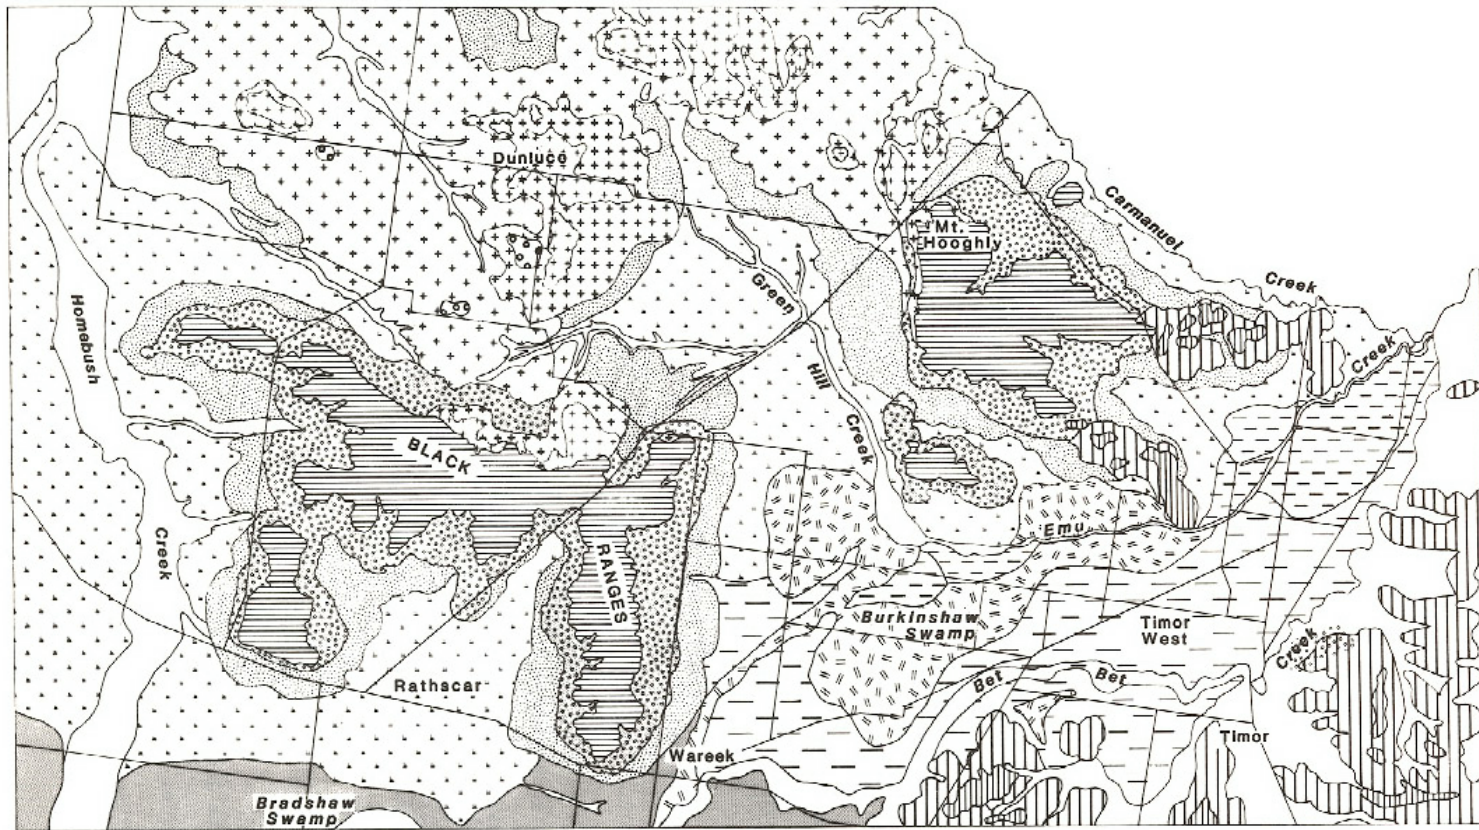 Dunluce
Carmanuel
Mt.
Hooghly
Creek
Green
Homebush
Hill
Creek
Creek
BLACK
Emu
Creek
RANGES
Burkinshaw
Swamp
Timor
West
Creek
Bet
Bet
Rathscar
Wareek
Timor
Bradshaw
Swamp